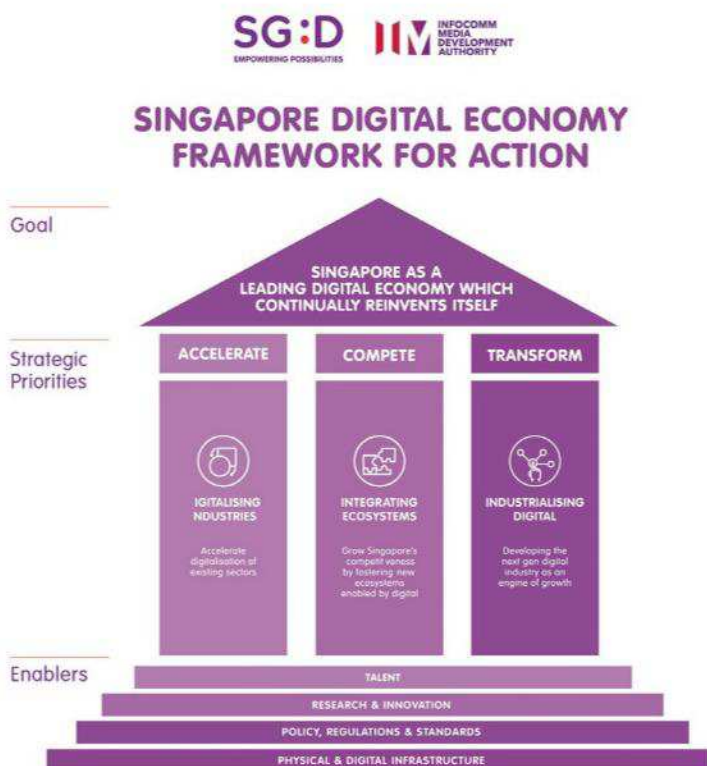 SG:D
EMPOWERING POSSIBILITIES
INFOCOMM
MEDIA
DEVELOPMENT
AUTHORITY
SINGAPORE DIGITAL ECONOMY
FRAMEWORK FOR ACTION
Goal
SINGAPORE AS A
LEADING DIGITAL ECONOMY WHICH
CONTINUALLY REINVENTS ITSELF
Strategic
Priorities
ACCELERATE
COMPETE
TRANSFORM
IGITALISING
NDUSTRIES
Accelerate
digitalisation of
existing sectors
INTEGRATING
ECOSYSTEMS
Grow Singapore's
competit veness
by fostering new
ecosystems
enabled by digital
INDUSTRIALISING
DIGITAL
Developing the
next gen digital
industry as an
engine of growth
Enablers
TALENT
RESEARCH & INNOVATION
POLICY, REGULATIONS & STANDARDS
PHYSICAL & DIGITAL INFRASTRUCTURE